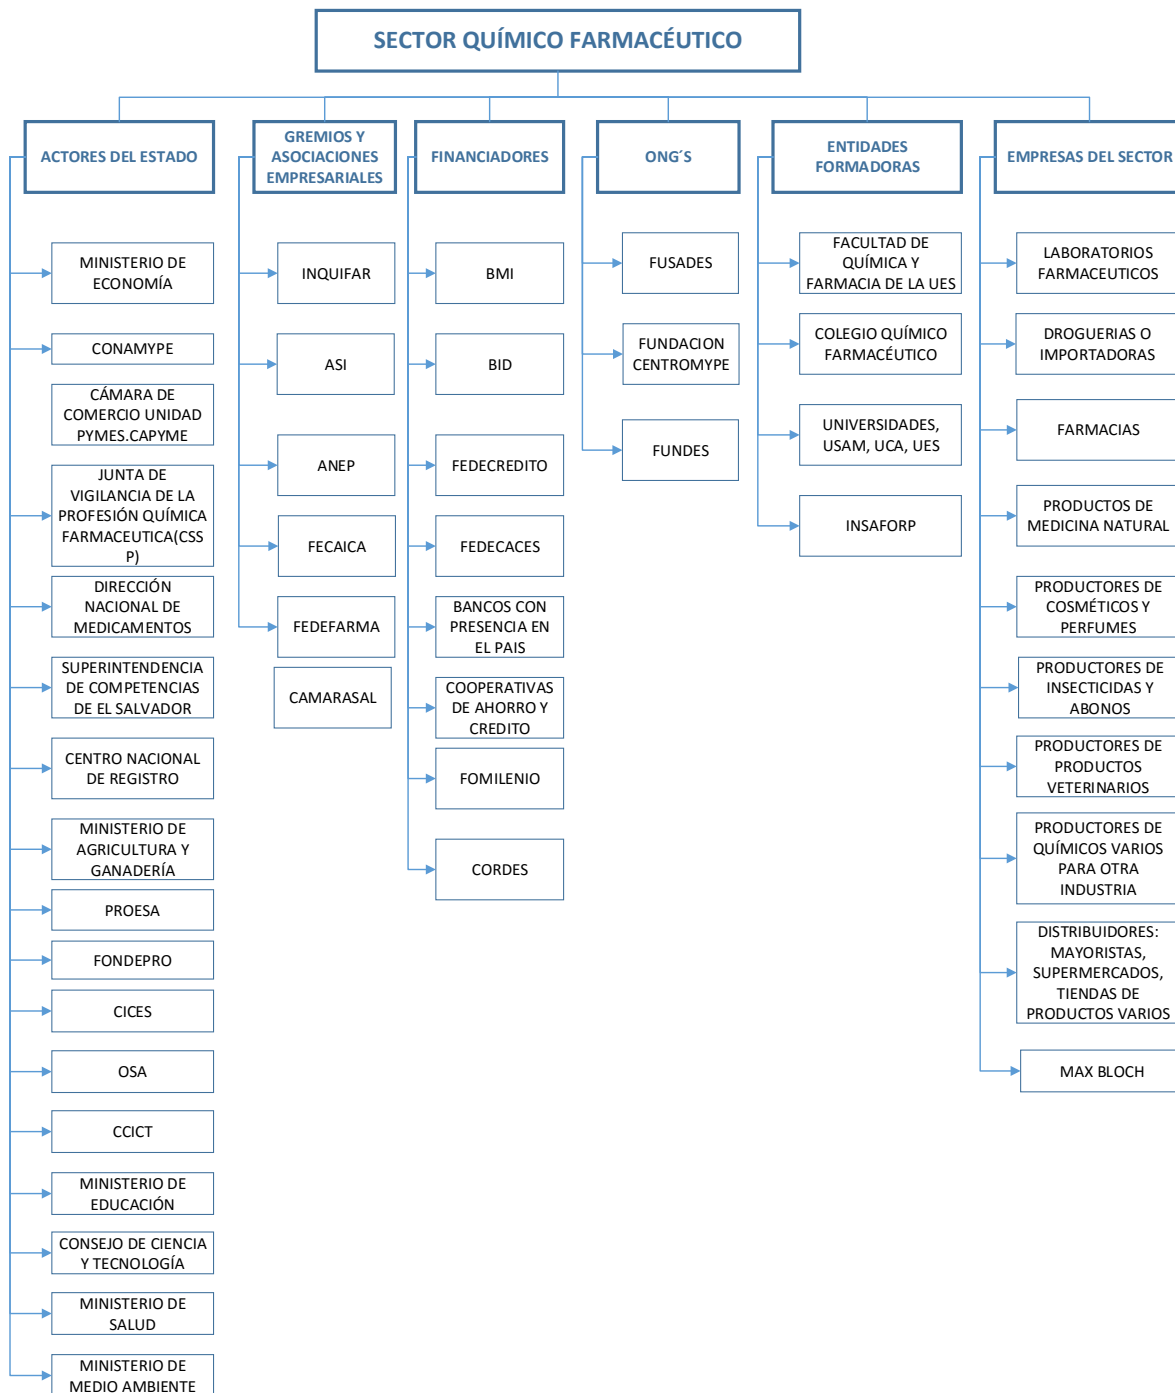 SECTOR QUÍMICO FARMACÉUTICO
ACTORES DEL ESTADO
MINISTERIO DE
ECONOMÍA
CONAMYPE
CÁMARA DE
COMERCIO UNIDAD
PYMES.CAPYME
JUNTA DE
VIGILANCIA DE LA
PROFESIÓN QUÍMICA
FARMACEUTICA(CSS
P)
DIRECCIÓN
NACIONAL DE
MEDICAMENTOS
SUPERINTENDENCIA
DE COMPETENCIAS
DE EL SALVADOR
CENTRO NACIONAL
DE REGISTRO
MINISTERIO DE
AGRICULTURA Y
GANADERÍA
PROESA
FONDEPRO
CICES
OSA
CCICT
MINISTERIO DE
EDUCACIÓN
CONSEJO DE CIENCIA
Y TECNOLOGÍA
MINISTERIO DE
SALUD
MINISTERIO DE
MEDIO AMBIENTE
GREMIOS Y
ASOCIACIONES
EMPRESARIALES
INQUIFAR
ASI
ANEP
FECAICA
FEDEFARMA
CAMARASAL
FINANCIADORES
BMI
BID
FEDECREDITO
FEDECACES
BANCOS CON
PRESENCIA EN
EL PAIS
COOPERATIVAS
DE AHORRO Y
CREDITO
FOMILENIO
CORDES
ONG´S
FUSADES
FUNDACION
CENTROMYPE
FUNDES
ENTIDADES
FORMADORAS
FACULTAD DE
QUÍMICA Y
FARMACIA DE LA UES
COLEGIO QUÍMICO
FARMACÉUTICO
UNIVERSIDADES,
USAM, UCA, UES
INSAFORP
EMPRESAS DEL SECTOR
LABORATORIOS
FARMACEUTICOS
DROGUERIAS O
IMPORTADORAS
FARMACIAS
PRODUCTOS DE
MEDICINA NATURAL
PRODUCTORES DE
COSMÉTICOS Y
PERFUMES
PRODUCTORES DE
INSECTICIDAS Y
ABONOS
PRODUCTORES DE
PRODUCTOS
VETERINARIOS
PRODUCTORES DE
QUÍMICOS VARIOS
PARA OTRA
INDUSTRIA
DISTRIBUIDORES:
MAYORISTAS,
SUPERMERCADOS,
TIENDAS DE
PRODUCTOS VARIOS
MAX BLOCH